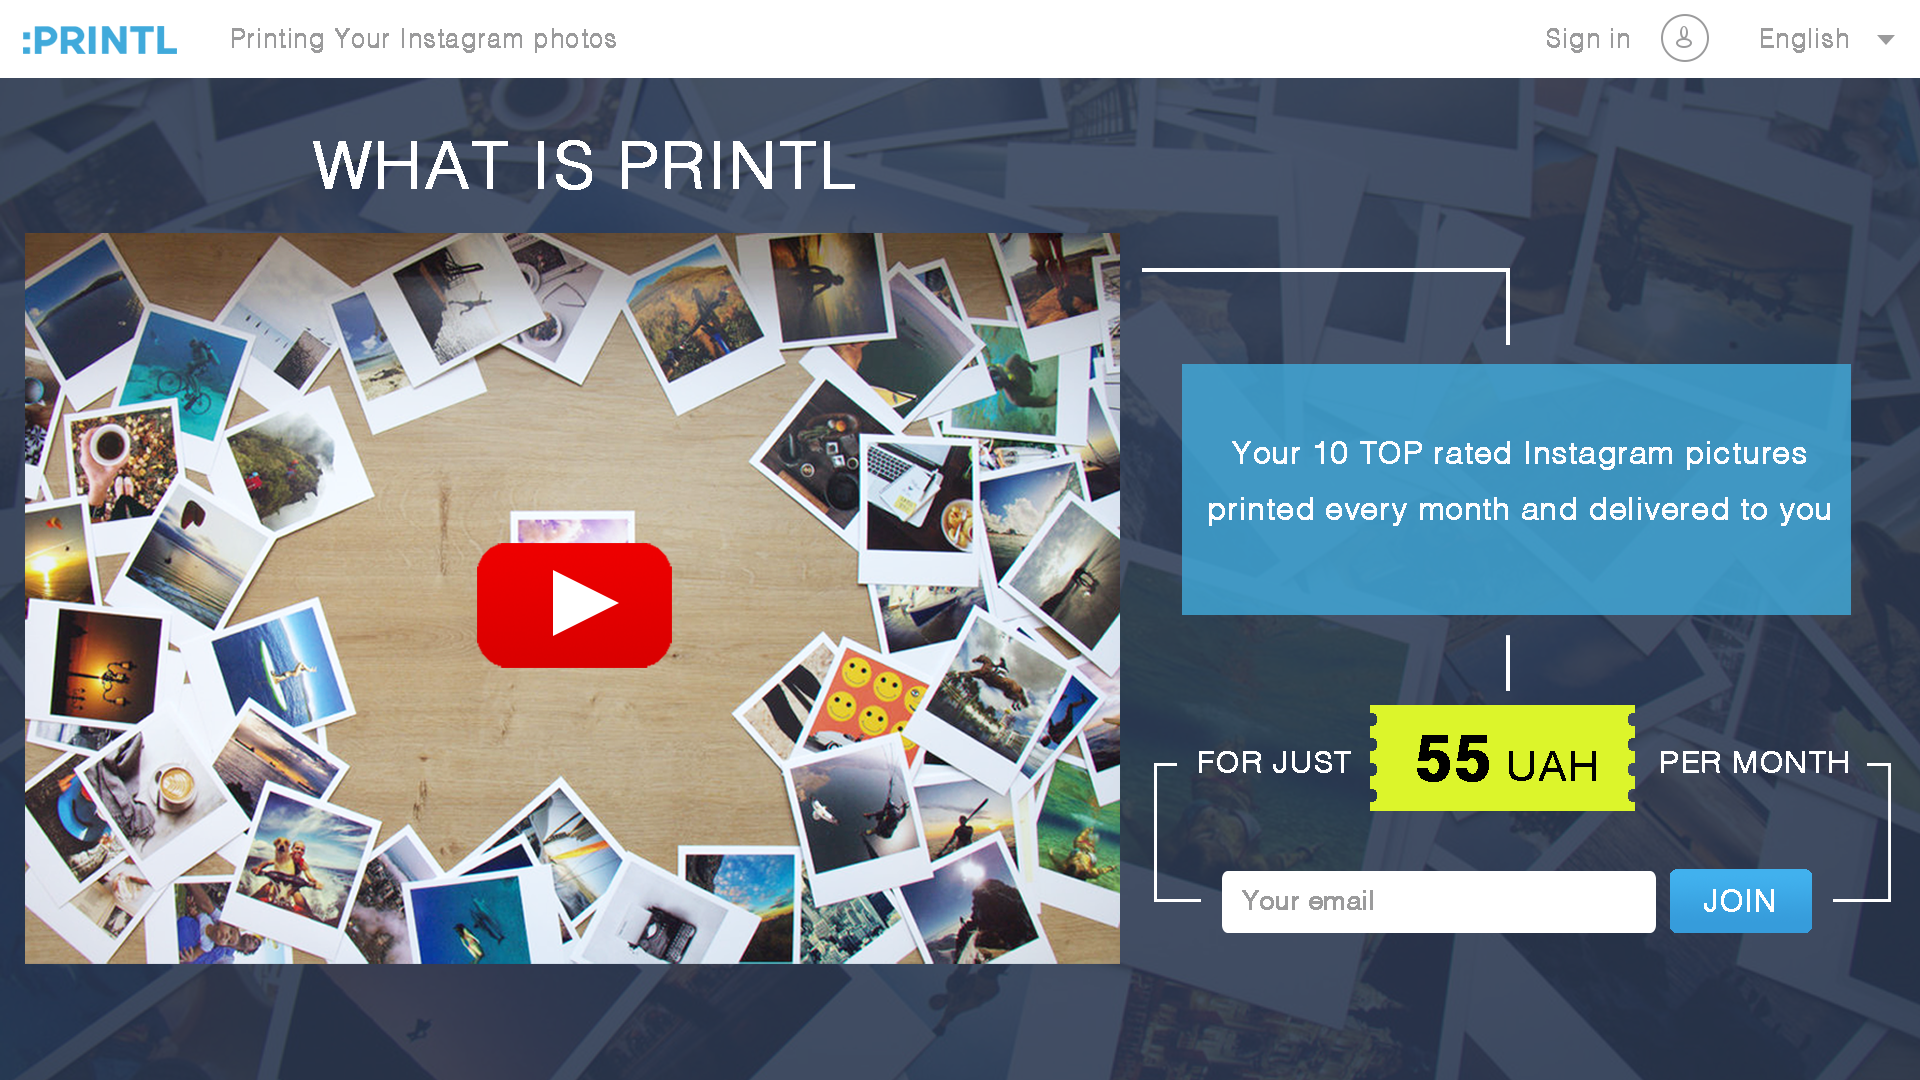 :PRINTL
Printing Your Instagram photos
Sign in
English
WHAT IS PRINTL
Your 10 TOP rated Instagram pictures
printed every month and delivered to you
FOR JUST
55 UAH
PER MONTH
Your email
JOIN